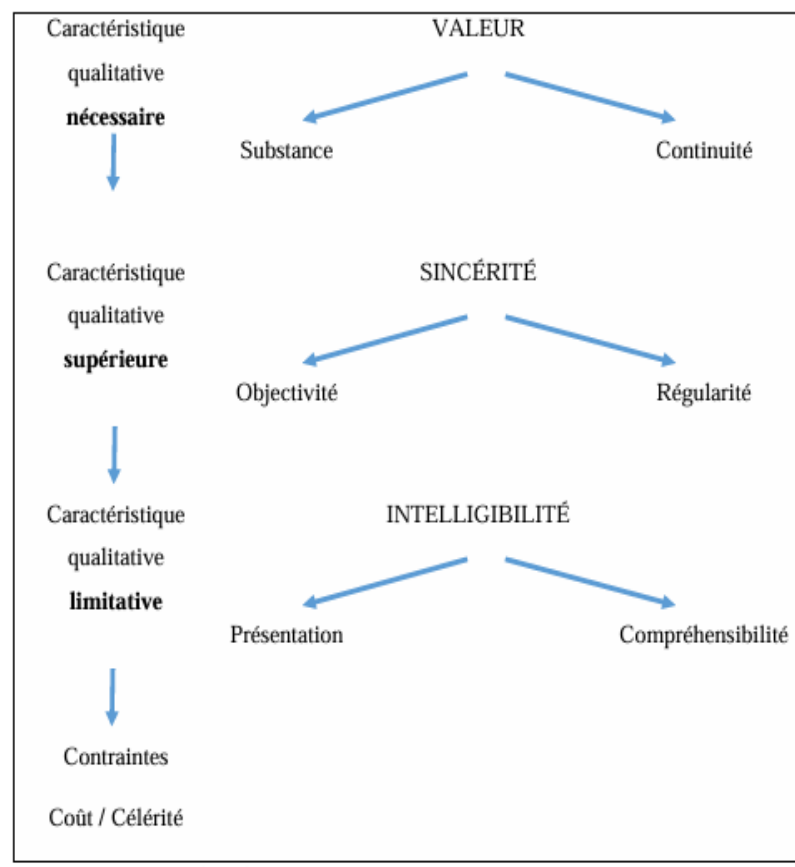 Caractéristique
qualitative
nécessaire
VALEUR
Substance
Continuité
Caractéristique
qualitative
supérieure
SINCÉRITÉ
Objectivité
Régularité
Caractéristique
qualitative
limitative
INTELLIGIBILITÉ
Présentation
Compréhensibilité
Contraintes
Coût / Célérité